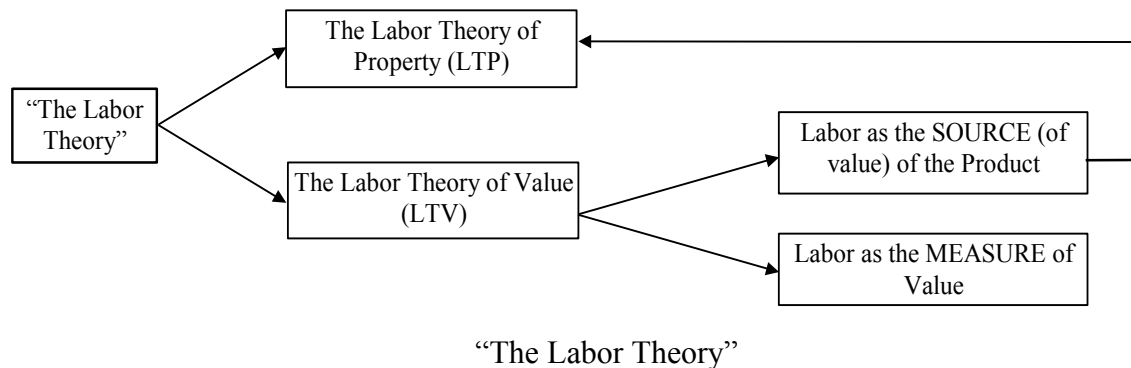 “The Labor
Theory”
The Labor Theory of
Property (LTP)
The Labor Theory of Value
(LTV)
Labor as the SOURCE (of
value) of the Product
Labor as the MEASURE of
Value
“The Labor Theory”